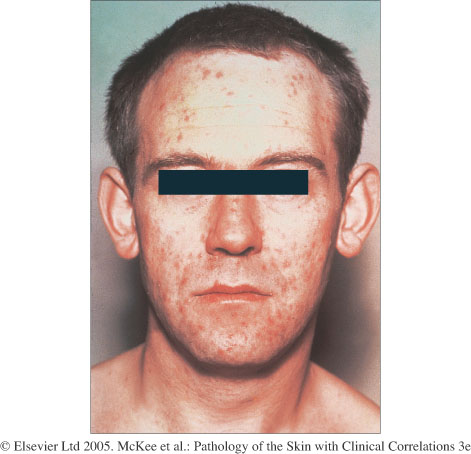 © Elsevier Ltd 2005. McKee et al.: Pathology of the Skin with Clinical Correlations 3e